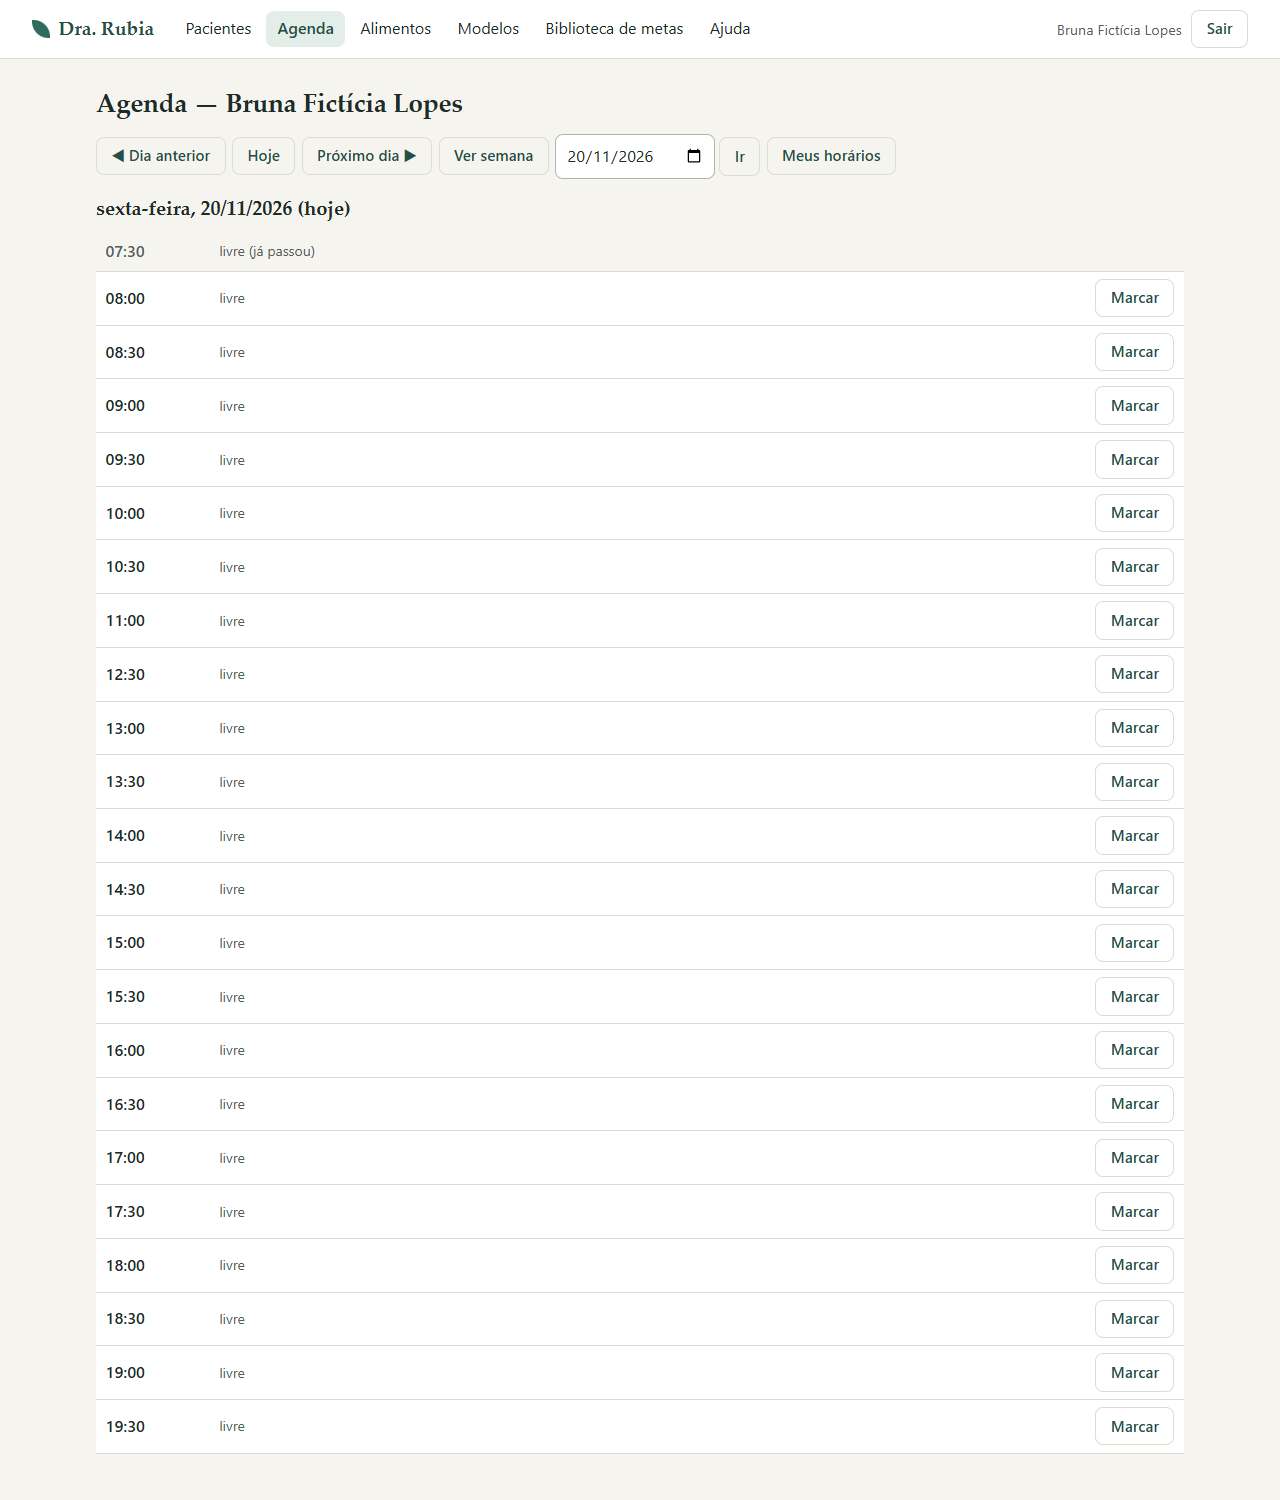 Dra. Rubia Pacientes Agenda Alimentos Modelos Biblioteca de metas Ajuda Bruna Fictícia Lopes Sair
Agenda — Bruna Fictícia Lopes
◀ Dia anterior Hoje Próximo dia ▶ Ver semana 20/11/2026 Ir Meus horários
sexta-feira, 20/11/2026 (hoje)
07:30 livre (já passou)
08:00 livre Marcar
08:30 livre Marcar
09:00 livre Marcar
09:30 livre Marcar
10:00 livre Marcar
10:30 livre Marcar
11:00 livre Marcar
12:30 livre Marcar
13:00 livre Marcar
13:30 livre Marcar
14:00 livre Marcar
14:30 livre Marcar
15:00 livre Marcar
15:30 livre Marcar
16:00 livre Marcar
16:30 livre Marcar
17:00 livre Marcar
17:30 livre Marcar
18:00 livre Marcar
18:30 livre Marcar
19:00 livre Marcar
19:30 livre Marcar